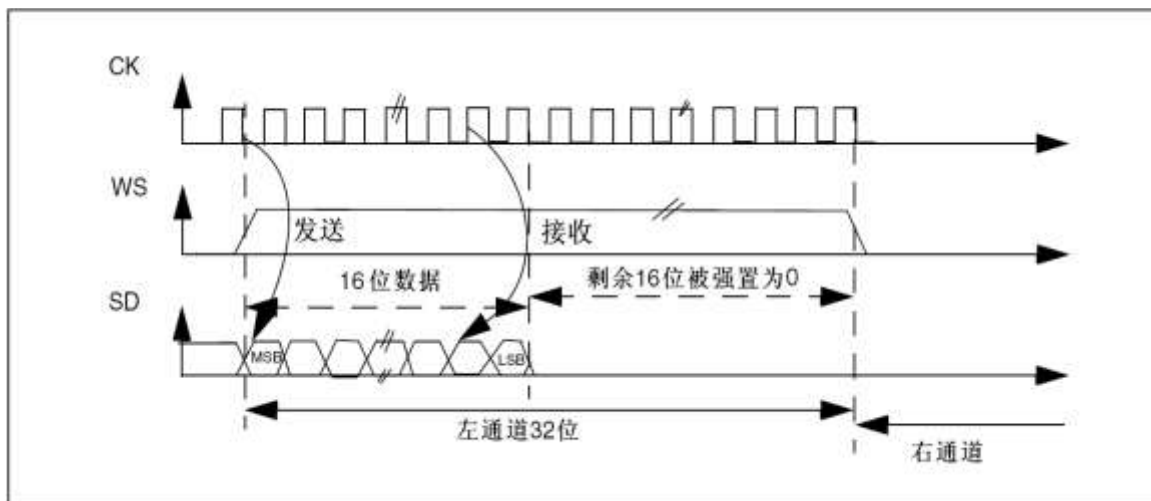 CK
WS
发送
接收
16位数据
剩余16位被强置为0
SD
MSB
LSB
左通道32位
右通道